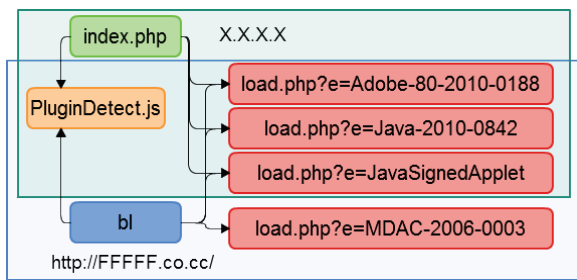 index.php
X.X.X.X
load.php?e=Adobe-80-2010-0188
PluginDetect.js
load.php?e=Java-2010-0842
load.php?e=JavaSignedApplet
bl
load.php?e=MDAC-2006-0003
http://FFFFF.co.cc/